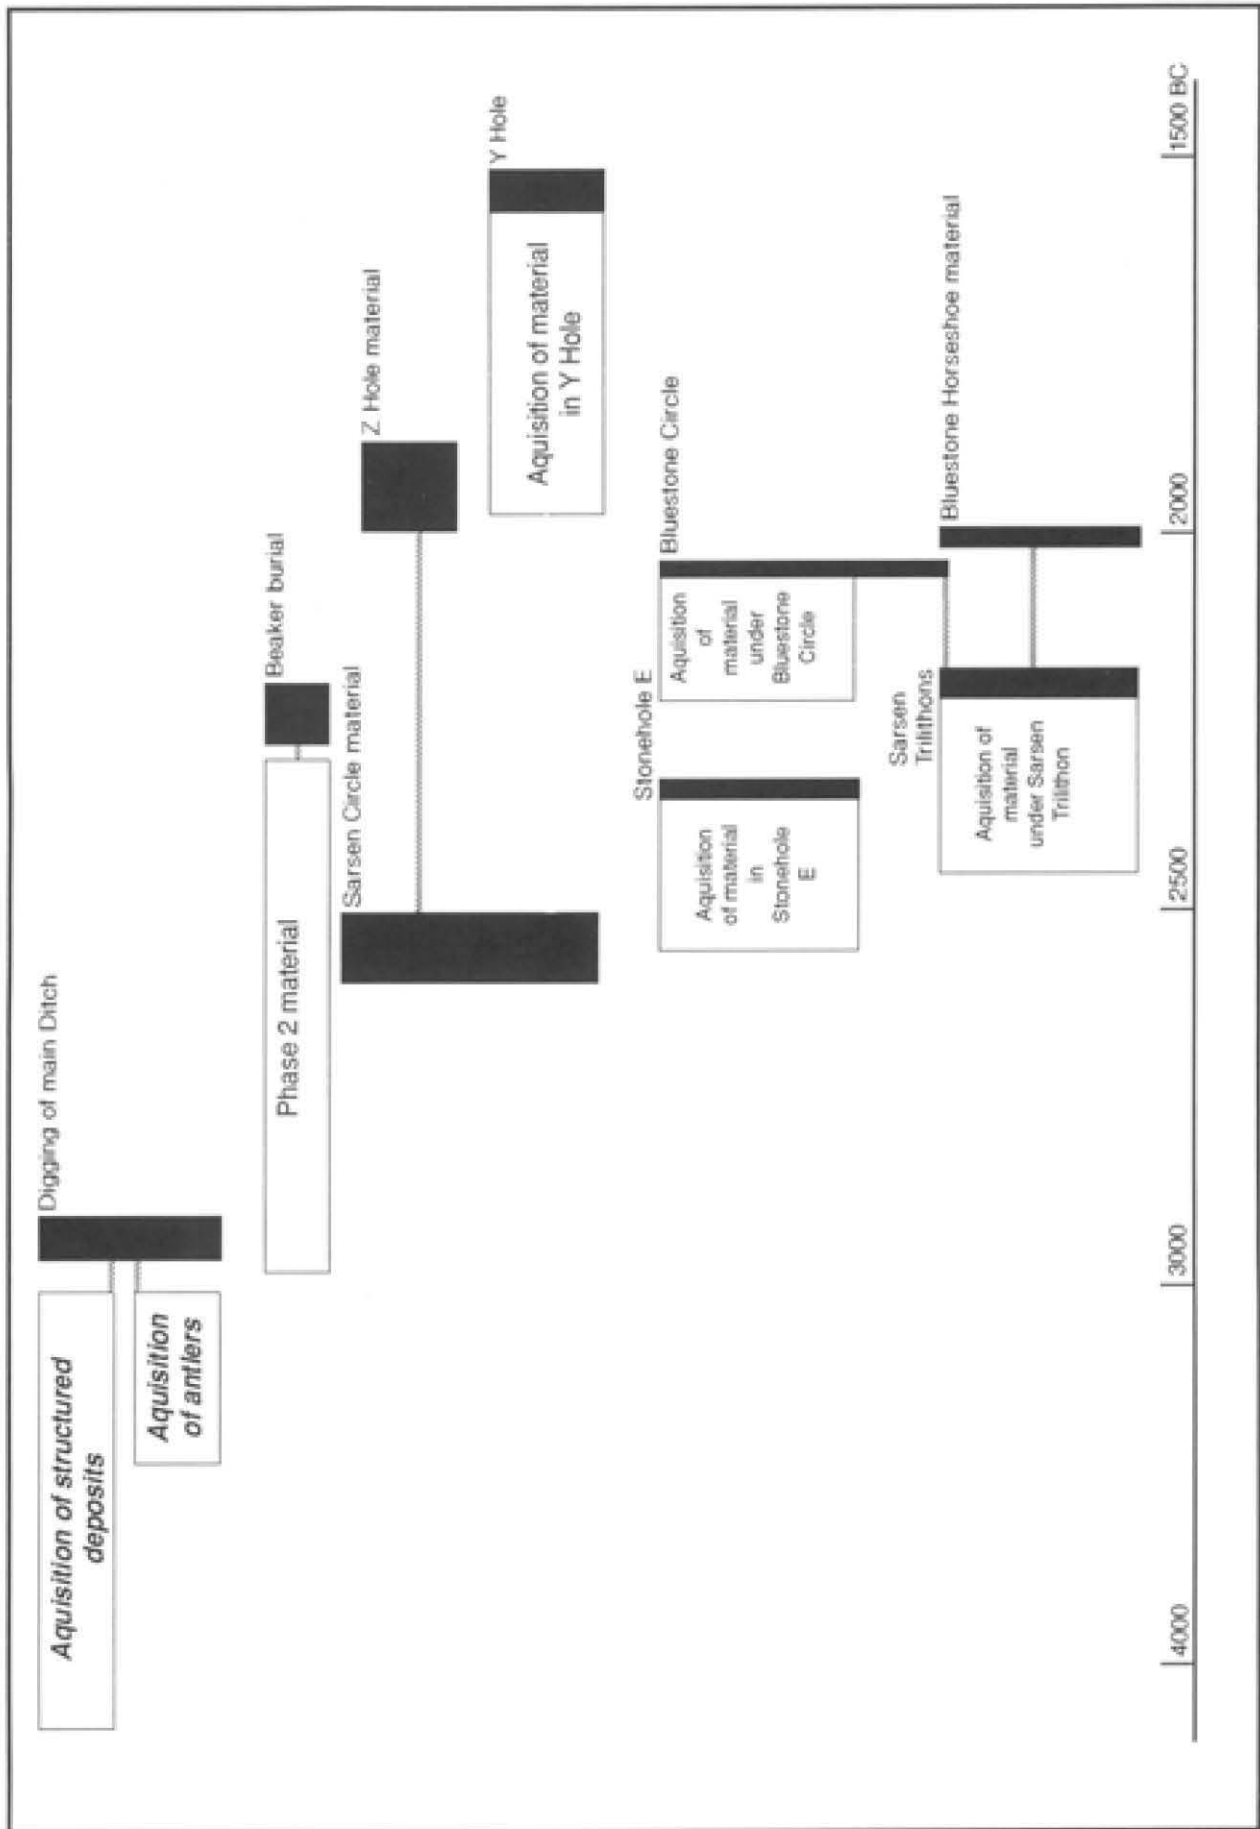 Aquisition of structured
deposits
Digging of main Ditch
Aquisition
of antlers
Phase 2 material
Beaker burial
Sarsen Circle material
Z Hole material
Aquisition of material
in Y Hole
Y Hole
Stonehole E
Aquisition
of material
in
Stonehole
E
Aquisition
of
material
under
Bluestone
Circle
Bluestone Circle
Sarsen
Trilithons
Aquisition of
material
under Sarsen
Trilithon
Bluestone Horseshoe material
4000
3000
2500
2000
1500 BC